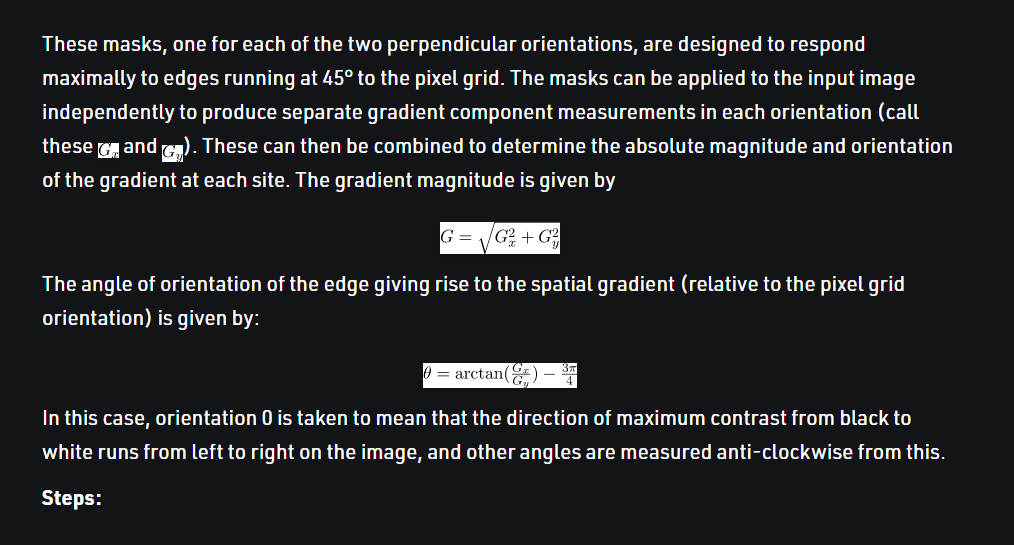 These masks, one for each of the two perpendicular orientations, are designed to respond
maximally to edges running at 45° to the pixel grid. The masks can be applied to the input image
independently to produce separate gradient component measurements in each orientation (call
these Gₓ and G_y). These can then be combined to determine the absolute magnitude and orientation
of the gradient at each site. The gradient magnitude is given by
G = √(G_x^2 + G_y^2)
The angle of orientation of the edge giving rise to the spatial gradient (relative to the pixel grid
orientation) is given by:
θ = arctan(G_x/G_y) − 3π/4
In this case, orientation 0 is taken to mean that the direction of maximum contrast from black to
white runs from left to right on the image, and other angles are measured anti-clockwise from this.
Steps: